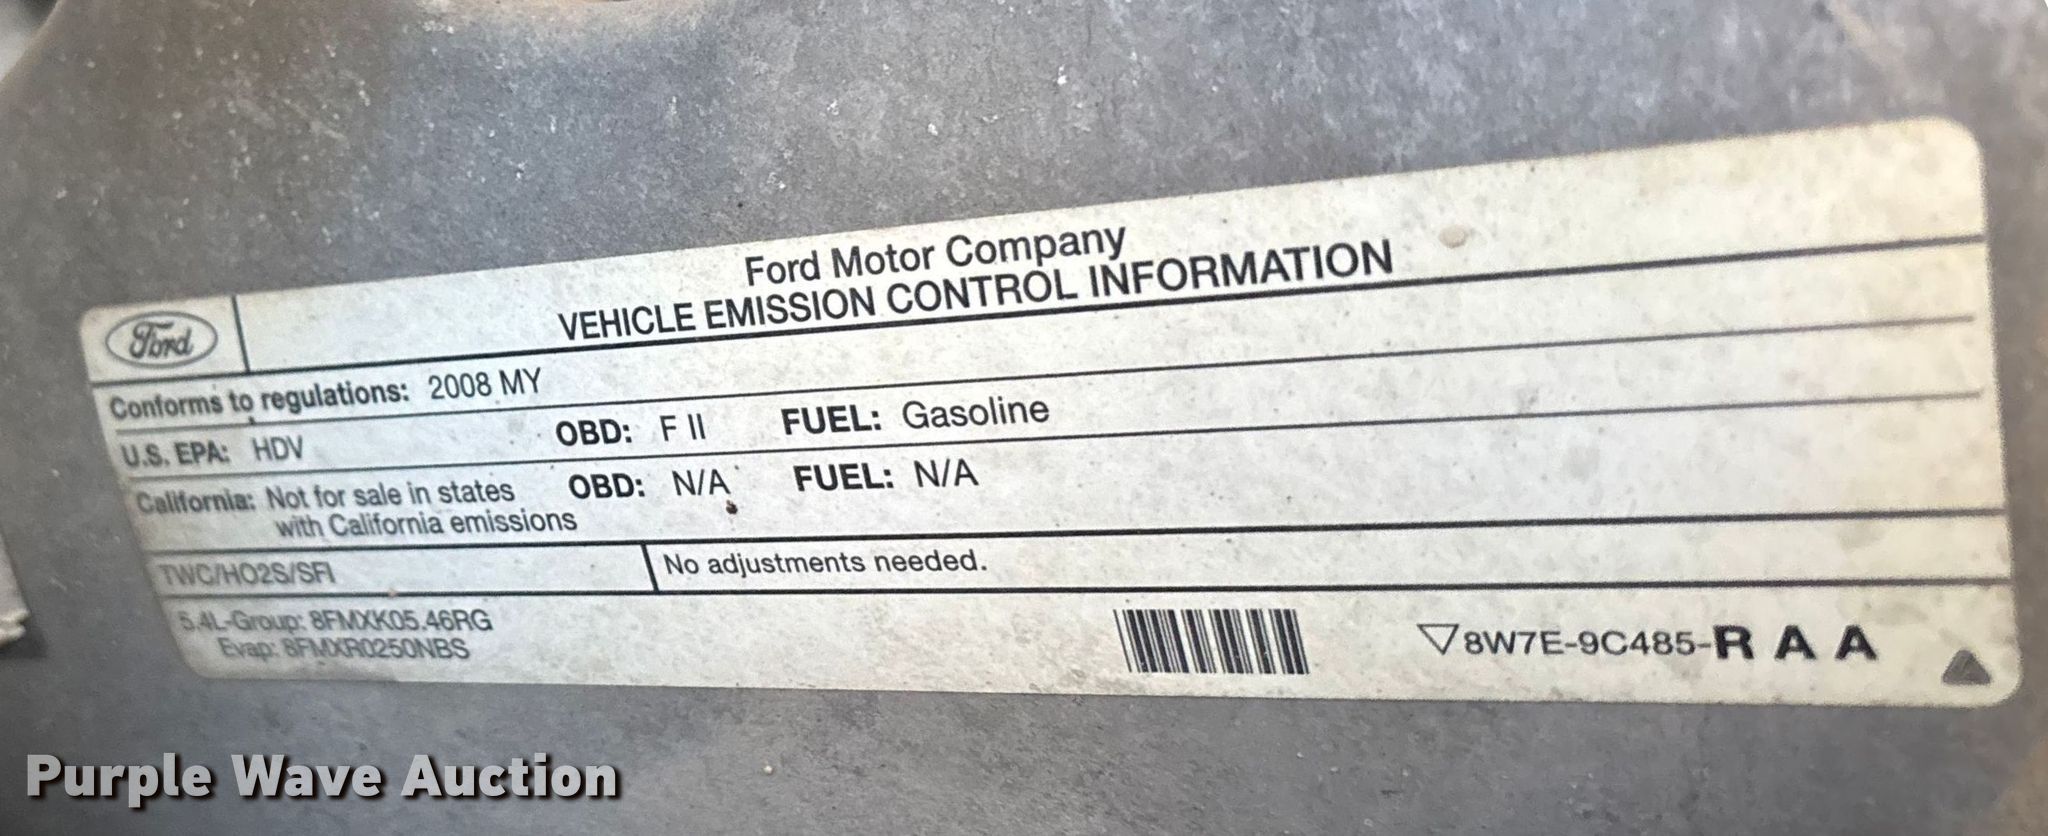 Ford Motor Company
Ford
VEHICLE EMISSION CONTROL INFORMATION
Conforms to regulations: 2008 MY
U.S. EPA: HDV OBD: F II FUEL: Gasoline
California: Not for sale in states OBD: N/A FUEL: N/A
with California emissions
TWC/HO2S/SFI No adjustments needed.
5.4L-Group: 8FMXK05.46RG
Evap: 8FMXR0250NBS
▽8W7E-9C485-R A A
Purple Wave Auction